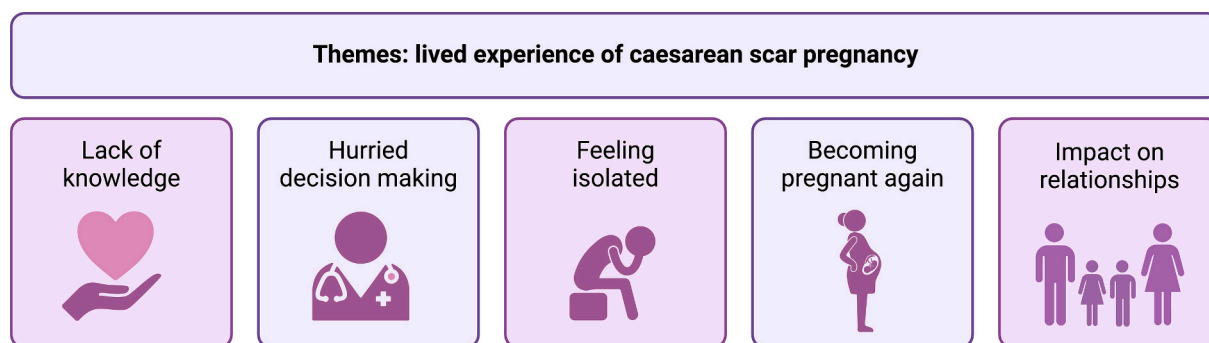 Themes: lived experience of caesarean scar pregnancy
Lack of
knowledge
Hurried
decision making
Feeling
isolated
Becoming
pregnant again
Impact on
relationships